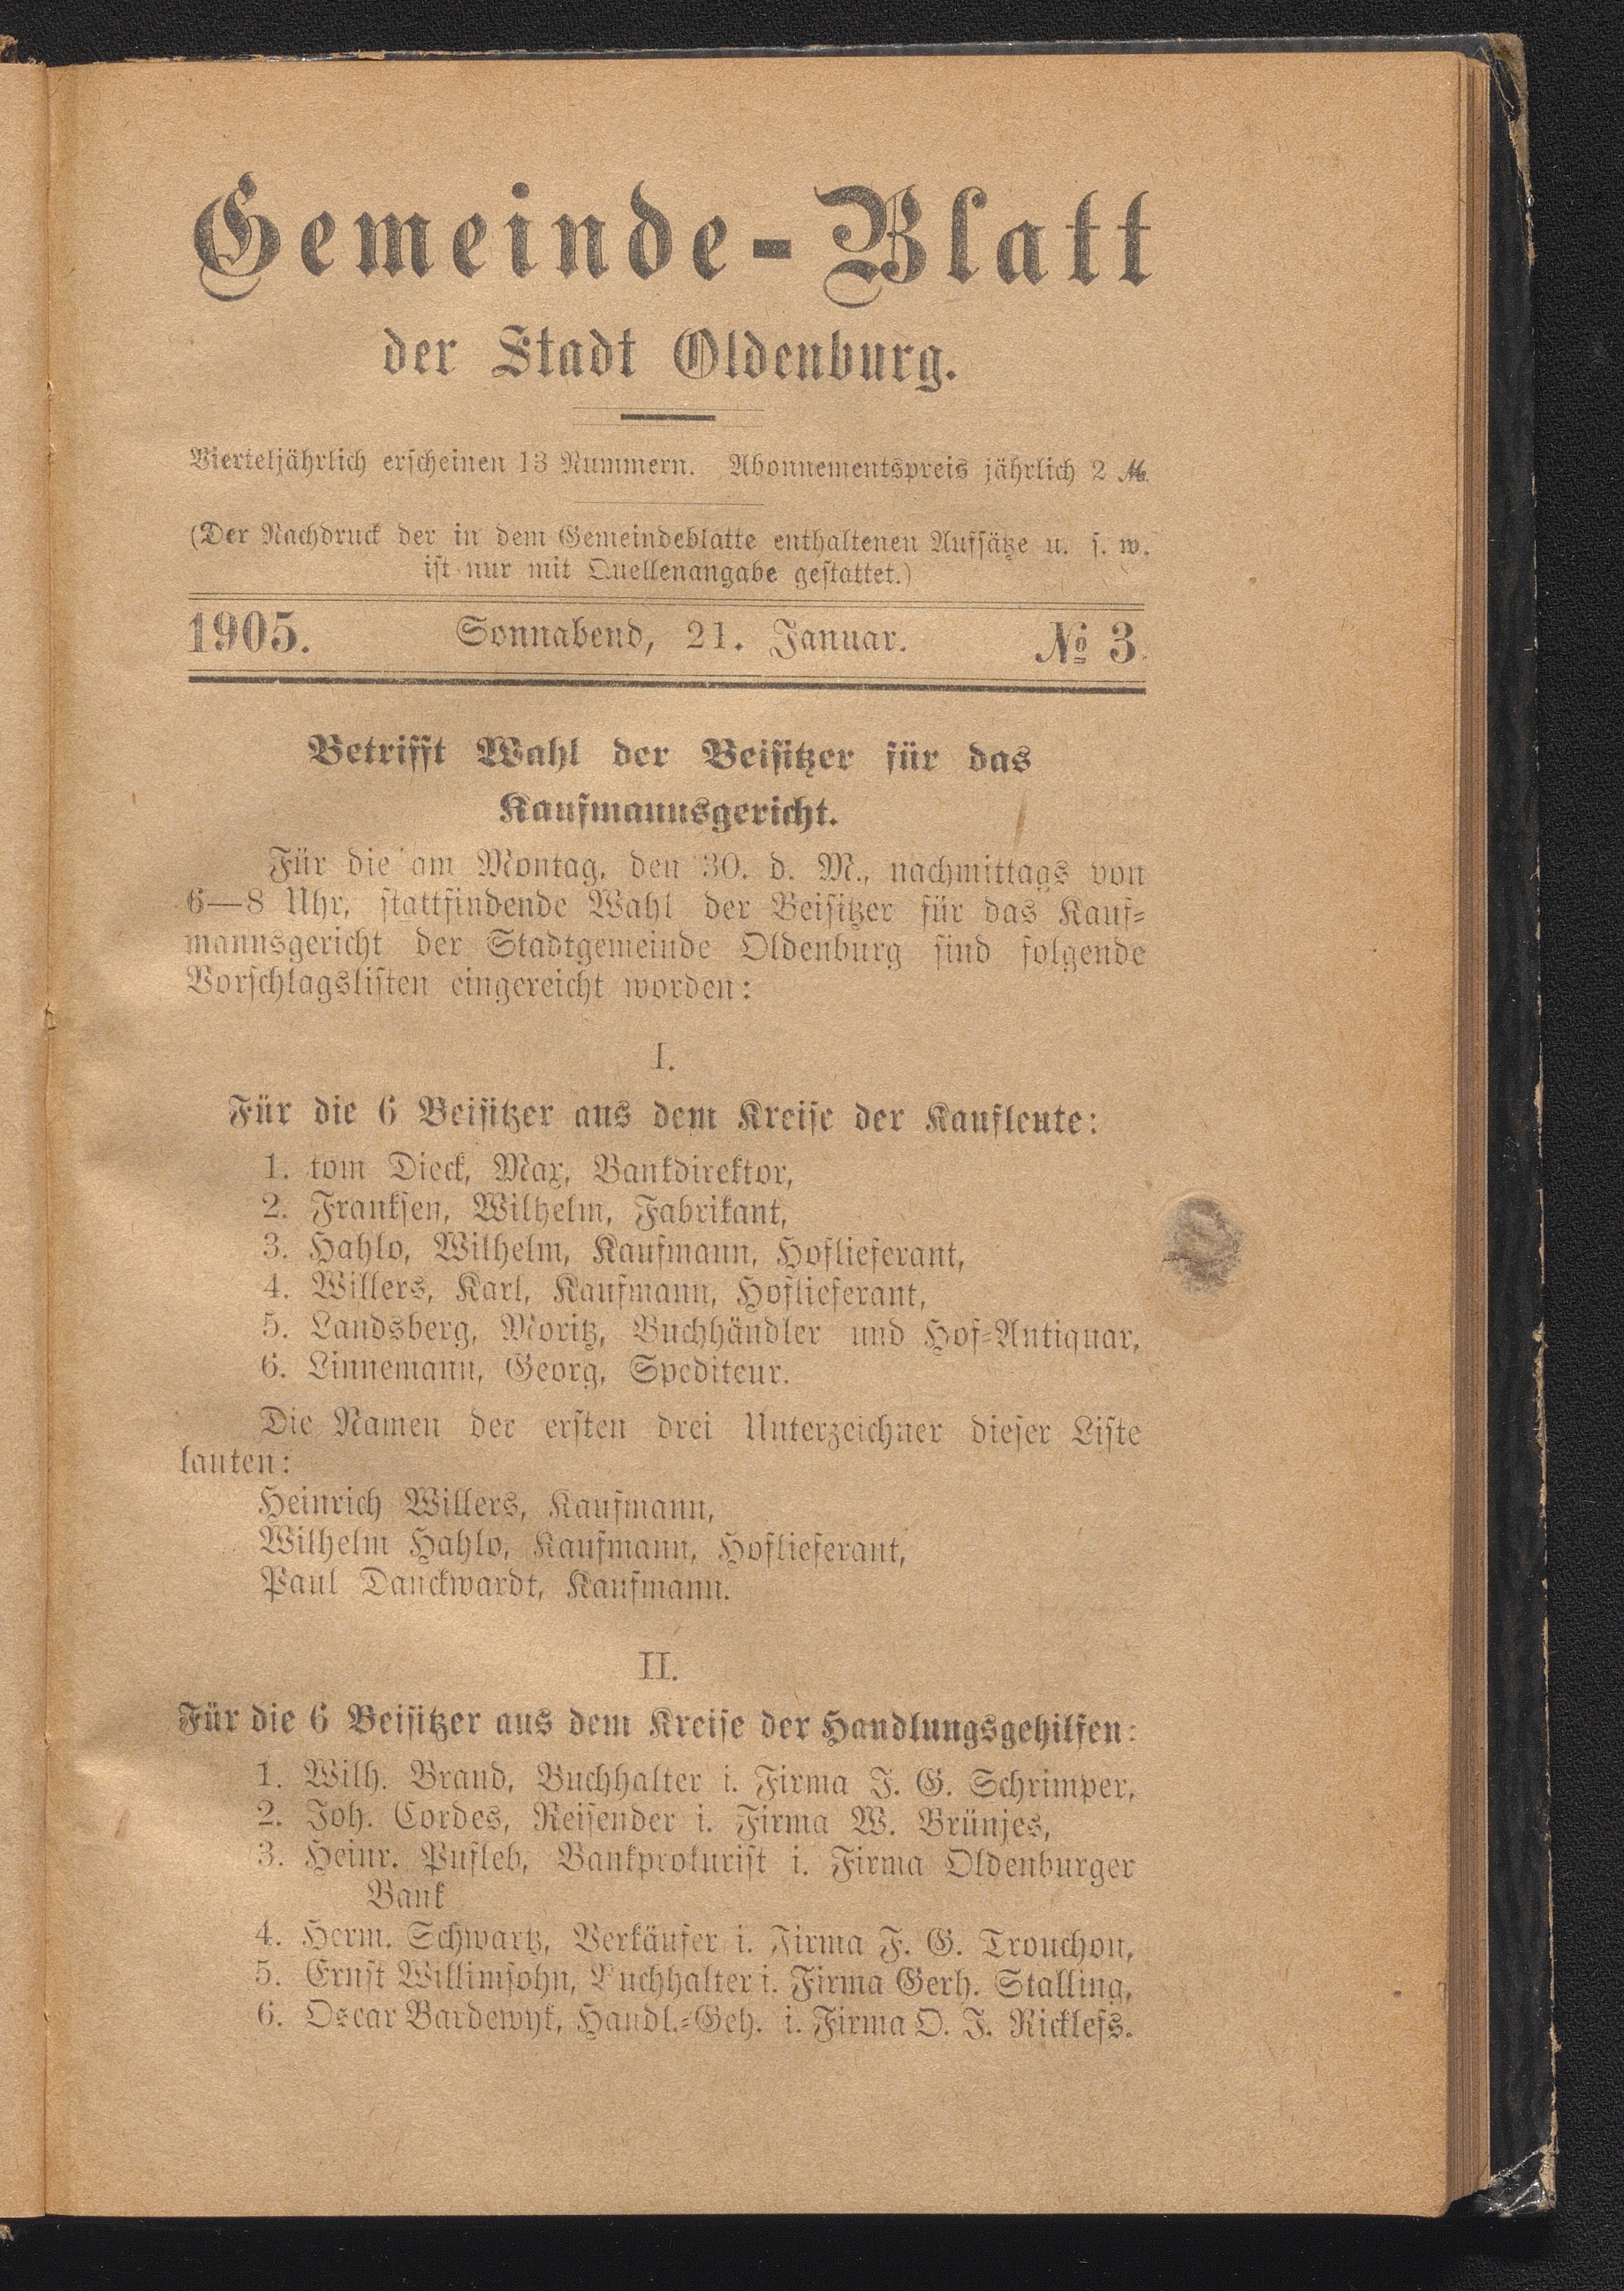 Gemeinde-Blatt
der Stadt Oldenburg.
Vierteljährlich erscheinen 13 Nummern. Abonnementspreis jährlich 2 ℳ.
(Der Nachdruck der in dem Gemeindeblatte enthaltenen Aufsätze u. s. w.
ist nur mit Quellenangabe gestattet.)
1905. Sonnabend, 21. Januar. № 3.
Betrifft Wahl der Beisitzer für das
Kaufmannsgericht.
Für die am Montag, den 30. d. M., nachmittags von
6—8 Uhr, stattfindende Wahl der Beisitzer für das Kauf-
mannsgericht der Stadtgemeinde Oldenburg sind folgende
Vorschlagslisten eingereicht worden:
I.
Für die 6 Beisitzer aus dem Kreise der Kaufleute:
1. tom Dieck, Max, Bankdirektor,
2. Franksen, Wilhelm, Fabrikant,
3. Hahlo, Wilhelm, Kaufmann, Hoflieferant,
4. Willers, Karl, Kaufmann, Hoflieferant,
5. Landsberg, Moritz, Buchhändler und Hof-Antiquar,
6. Linnemann, Georg, Spediteur.
Die Namen der ersten drei Unterzeichner dieser Liste
lauten:
Heinrich Willers, Kaufmann,
Wilhelm Hahlo, Kaufmann, Hoflieferant,
Paul Danckwardt, Kaufmann.
II.
Für die 6 Beisitzer aus dem Kreise der Handlungsgehilfen:
1. Wilh. Brand, Buchhalter i. Firma J. G. Schrimper,
2. Joh. Cordes, Reisender i. Firma W. Brünjes,
3. Heinr. Pusleb, Bankprokurist i. Firma Oldenburger
Bank
4. Herm. Schwartz, Verkäufer i. Firma F. G. Trouchon,
5. Ernst Willimsohn, Buchhalter i. Firma Gerh. Stalling,
6. Oscar Bardewyk, Handl.-Geh. i. Firma O. J. Ricklefs.